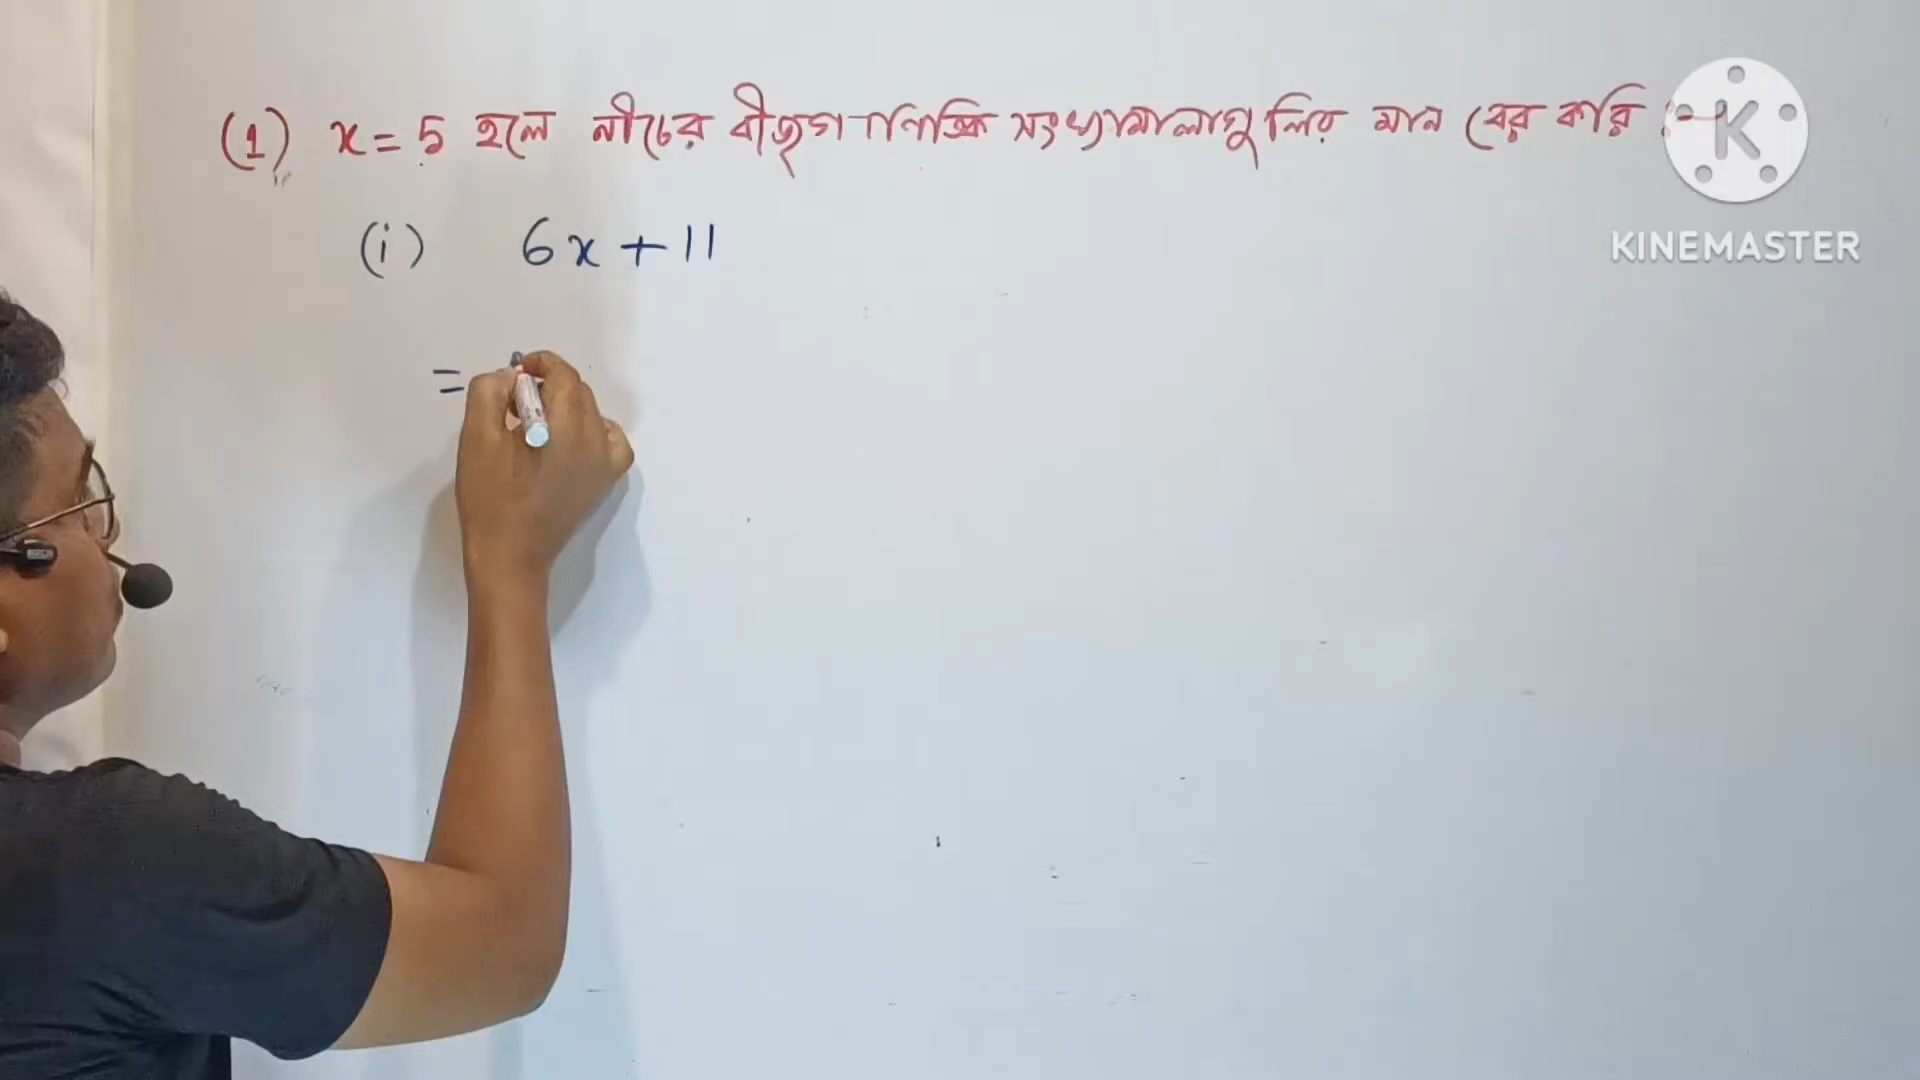 (1) x = 5 হলে নীচের বীজগাণিতিক সংখ্যামালাগুলির মান বের করি :-
(i) 6x + 11
=
K
KINEMASTER